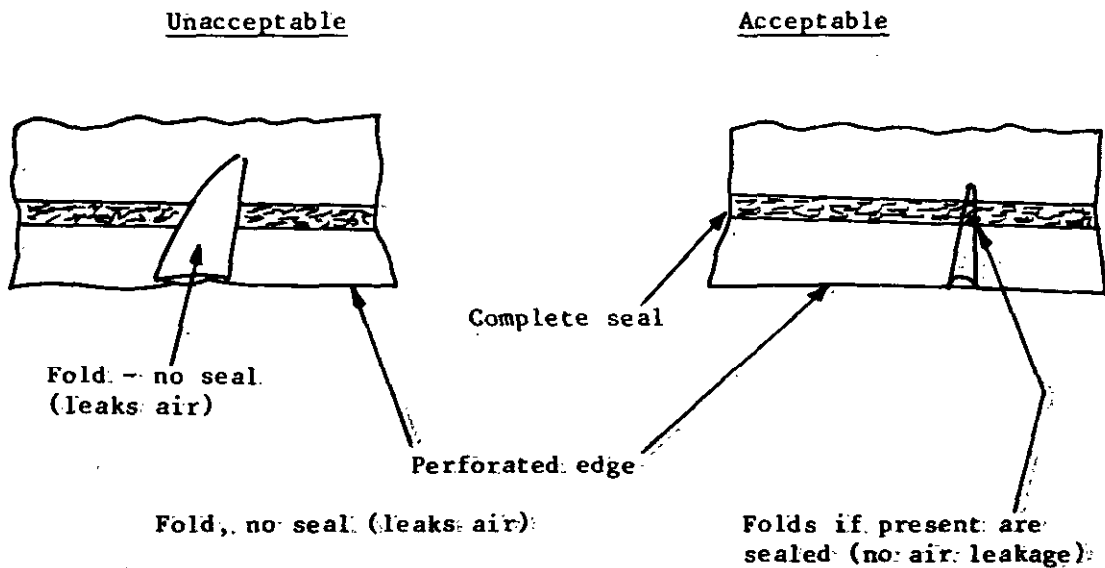 Unacceptable
Acceptable
Complete seal
Fold - no seal
(leaks air)
Perforated edge
Fold, no seal (leaks air)
Folds if present are
sealed (no air leakage)